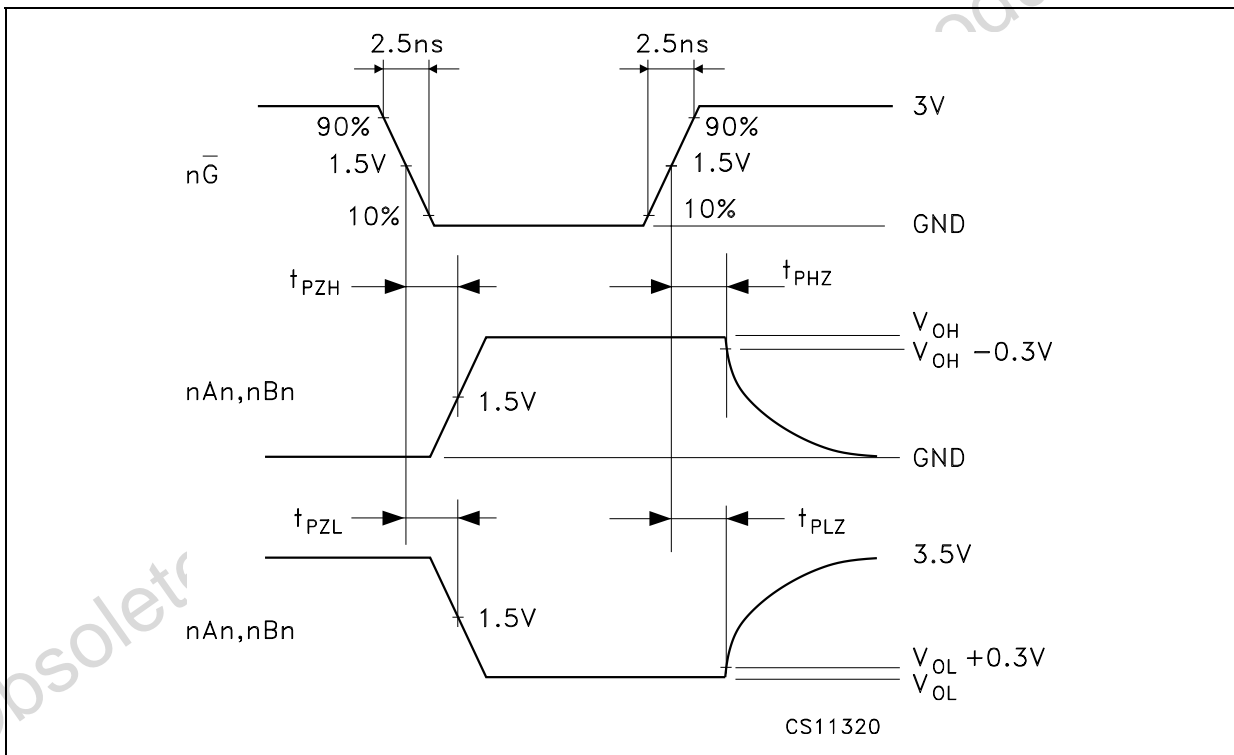 2.5ns 2.5ns
3V
90% 90%
nG̅ 1.5V 1.5V
10% 10%
GND
tPZH tPHZ
VOH
VOH −0.3V
nAn,nBn 1.5V
GND
tPZL tPLZ
3.5V
nAn,nBn 1.5V
VOL +0.3V
VOL
CS11320